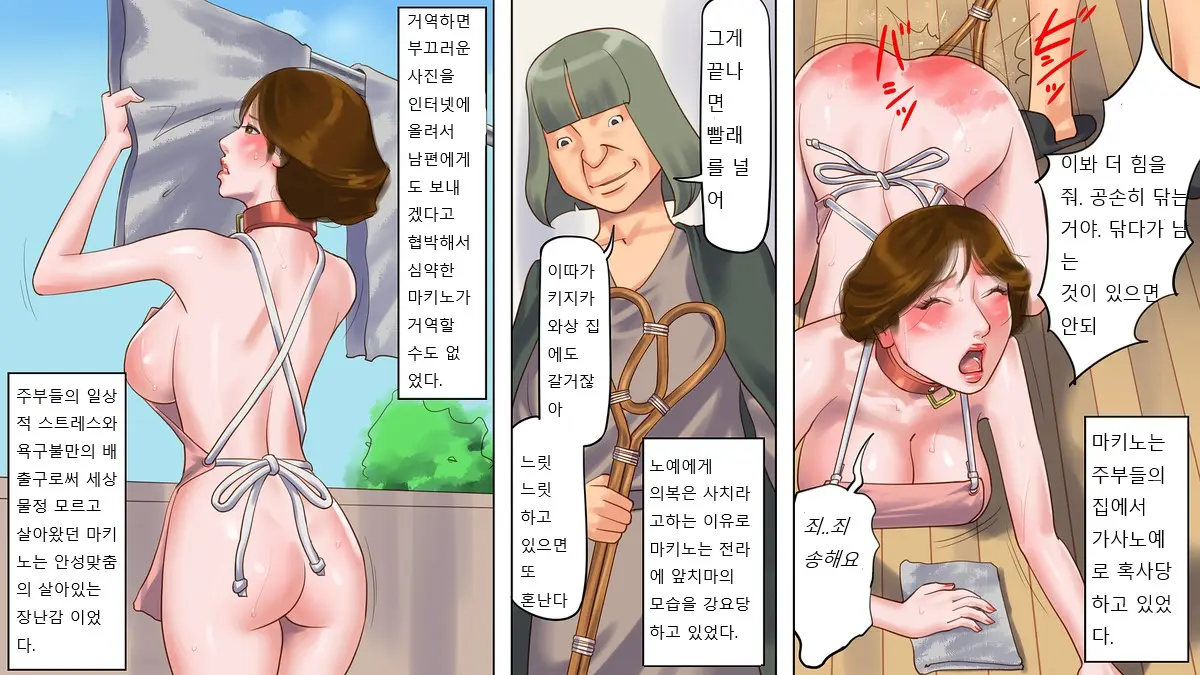 거역하면
부끄러운
사진을
인터넷에
올려서
남편에게
도 보내
겠다고
협박해서
심약한
마키노가
거역할
수도 없
었다.
주부들의 일상
적 스트레스와
욕구불만의 배
출구로써 세상
물정 모르고
살아왔던 마키
노는 안성맞춤
의 살아있는
장난감 이었
다.
그게
끝나
면
빨래
를 널
어
이따가
키지카
와상 집
에도
갈거잖
아
느릿
느릿
하고
있으면
또
혼난다
노예에게
의복은 사치라
고하는 이유로
마키노는 전라
에 앞치마의
모습을 강요당
하고 있었다.
バシッ
バシッ
이봐 더 힘을
줘. 공손히 닦는
거야. 닦다가 남
는
것이 있으면
안되
죄..죄
송해요
마키노는
주부들의
집에서
가사노예
로 혹사당
하고 있었
다.